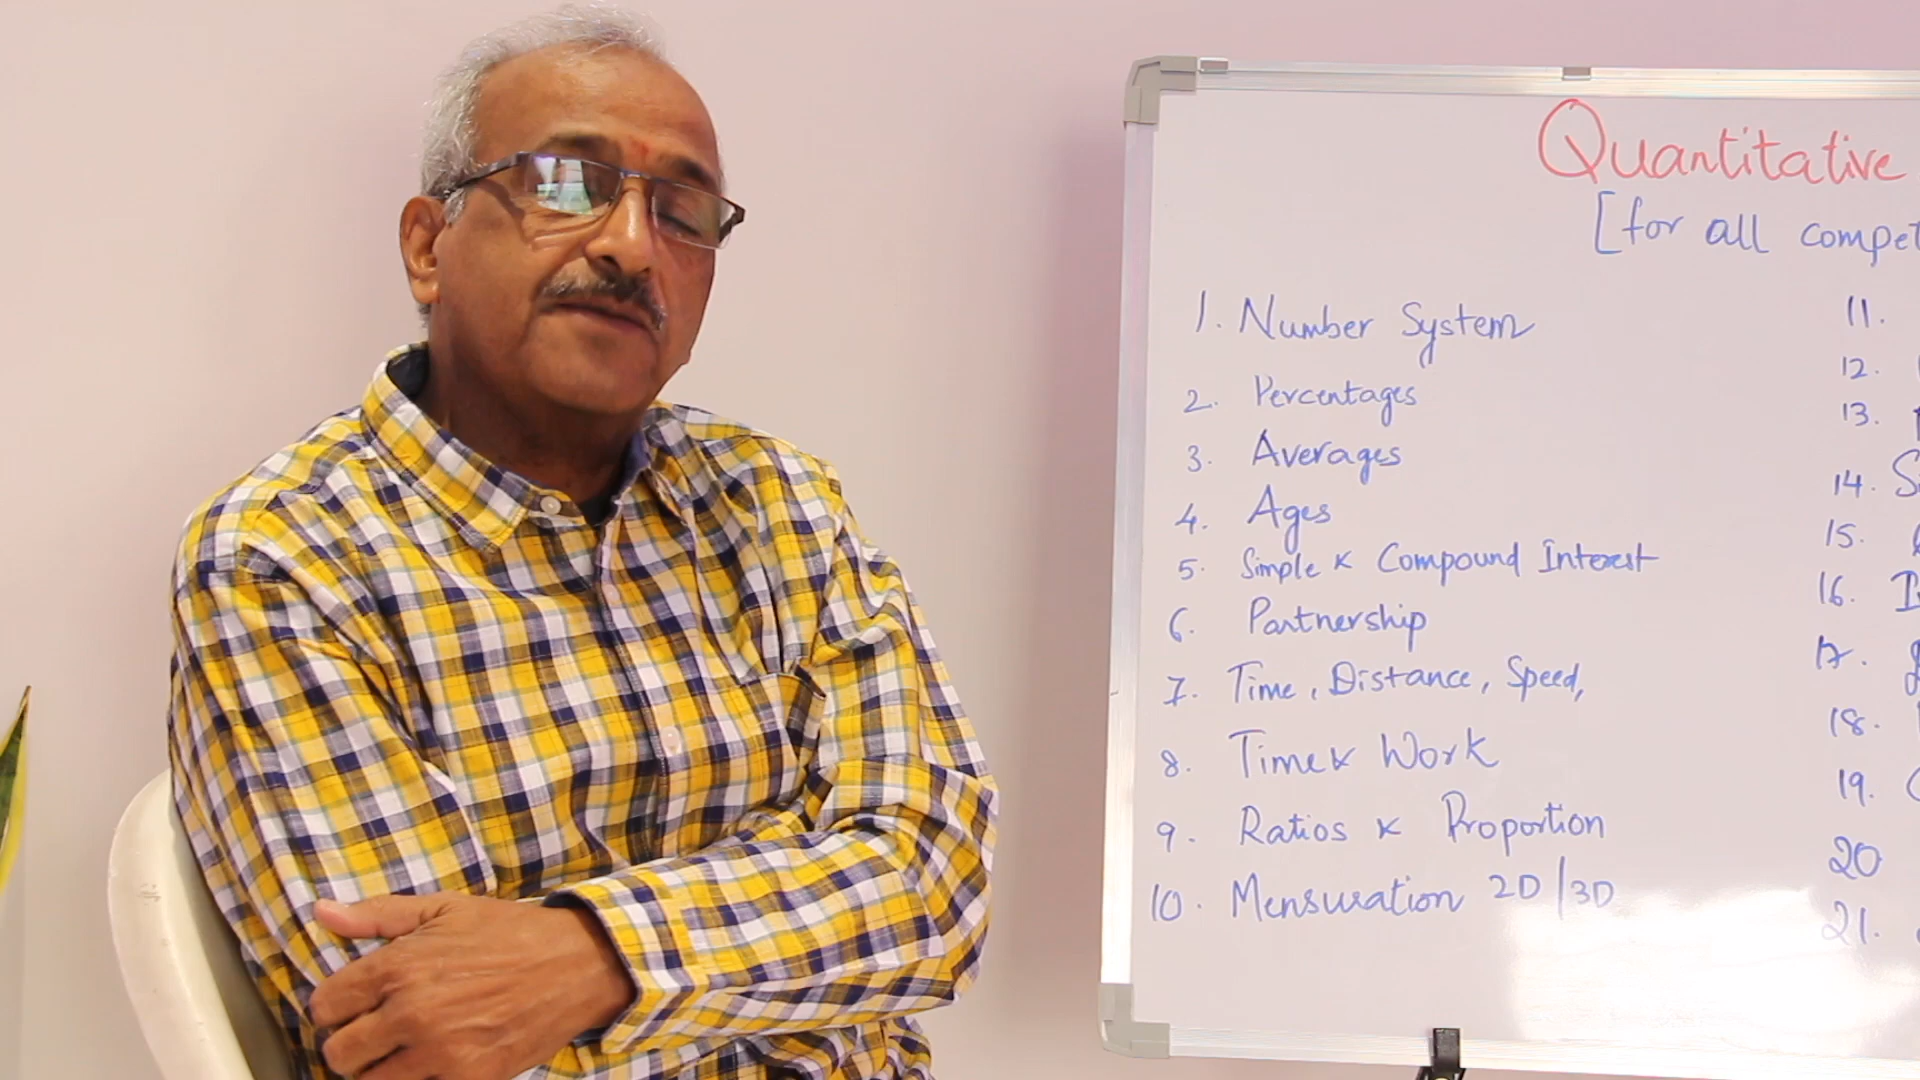 Quantitative
[for all compet
1. Number System
2. Percentages
3. Averages
4. Ages
5. Simple & Compound Interest
6. Partnership
7. Time, Distance, Speed,
8. Time & Work
9. Ratios & Proportion
10. Mensuration 2D/3D
11.
12.
13.
14. S
15.
16.
17.
18.
19.
20
21.